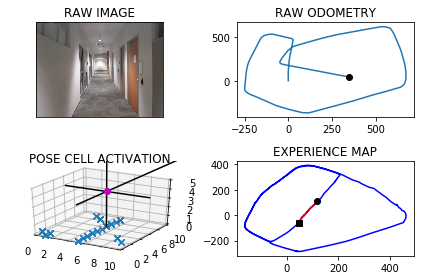 RAW IMAGE
RAW ODOMETRY
500
0
-250 0 250 500
POSE CELL ACTIVATION
5
4
3
2
1
0
0 2 4 6 8 10
0 2 4 6 8 10
EXPERIENCE MAP
400
200
0
-200
0 200 400